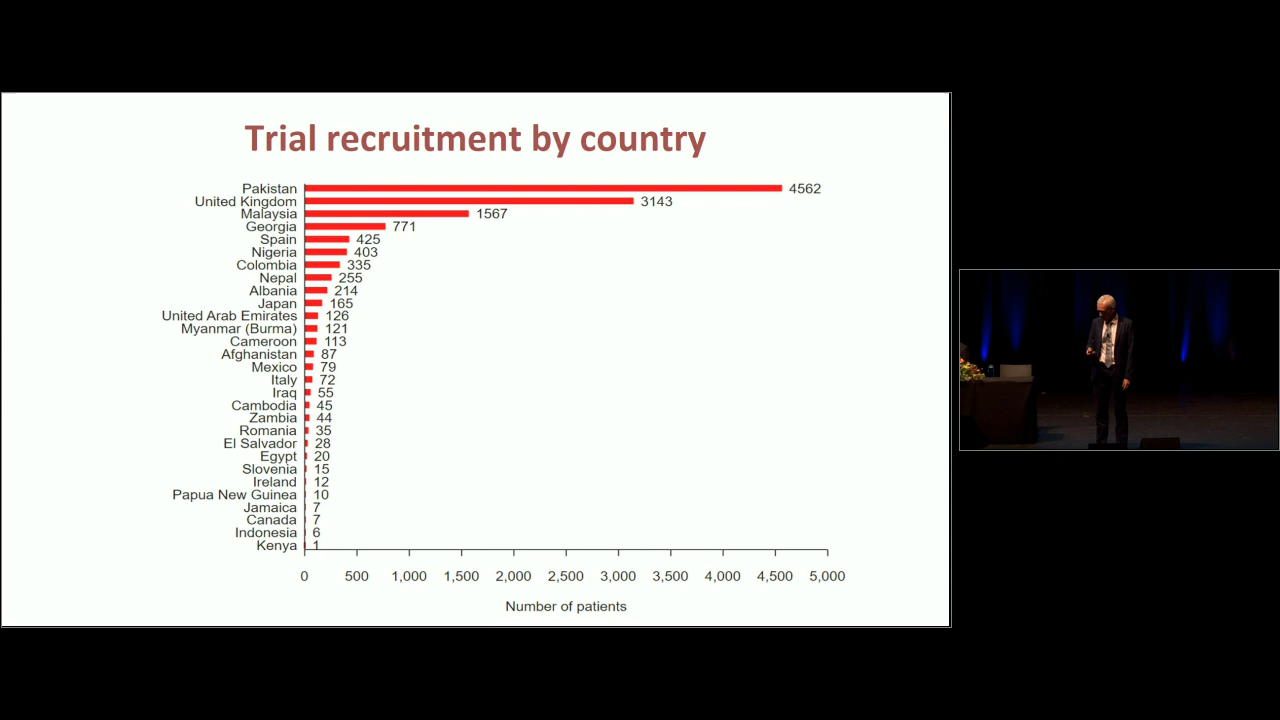 Trial recruitment by country
Pakistan 4562
United Kingdom 3143
Malaysia 1567
Georgia 771
Spain 425
Nigeria 403
Colombia 335
Nepal 255
Albania 214
Japan 165
United Arab Emirates 126
Myanmar (Burma) 121
Cameroon 113
Afghanistan 87
Mexico 79
Italy 72
Iraq 55
Cambodia 45
Zambia 44
Romania 35
El Salvador 28
Egypt 20
Slovenia 15
Ireland 12
Papua New Guinea 10
Jamaica 7
Canada 7
Indonesia 6
Kenya 1
0 500 1,000 1,500 2,000 2,500 3,000 3,500 4,000 4,500 5,000
Number of patients